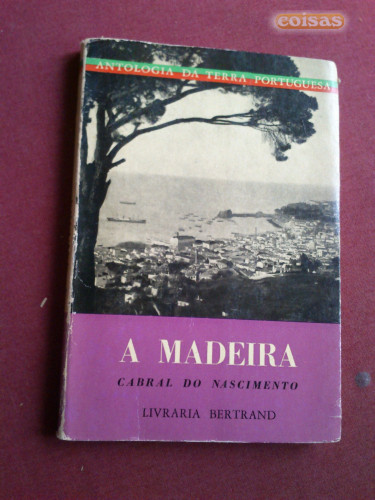 coisas
ANTOLOGIA DA TERRA PORTUGUESA
A MADEIRA
CABRAL DO NASCIMENTO
LIVRARIA BERTRAND